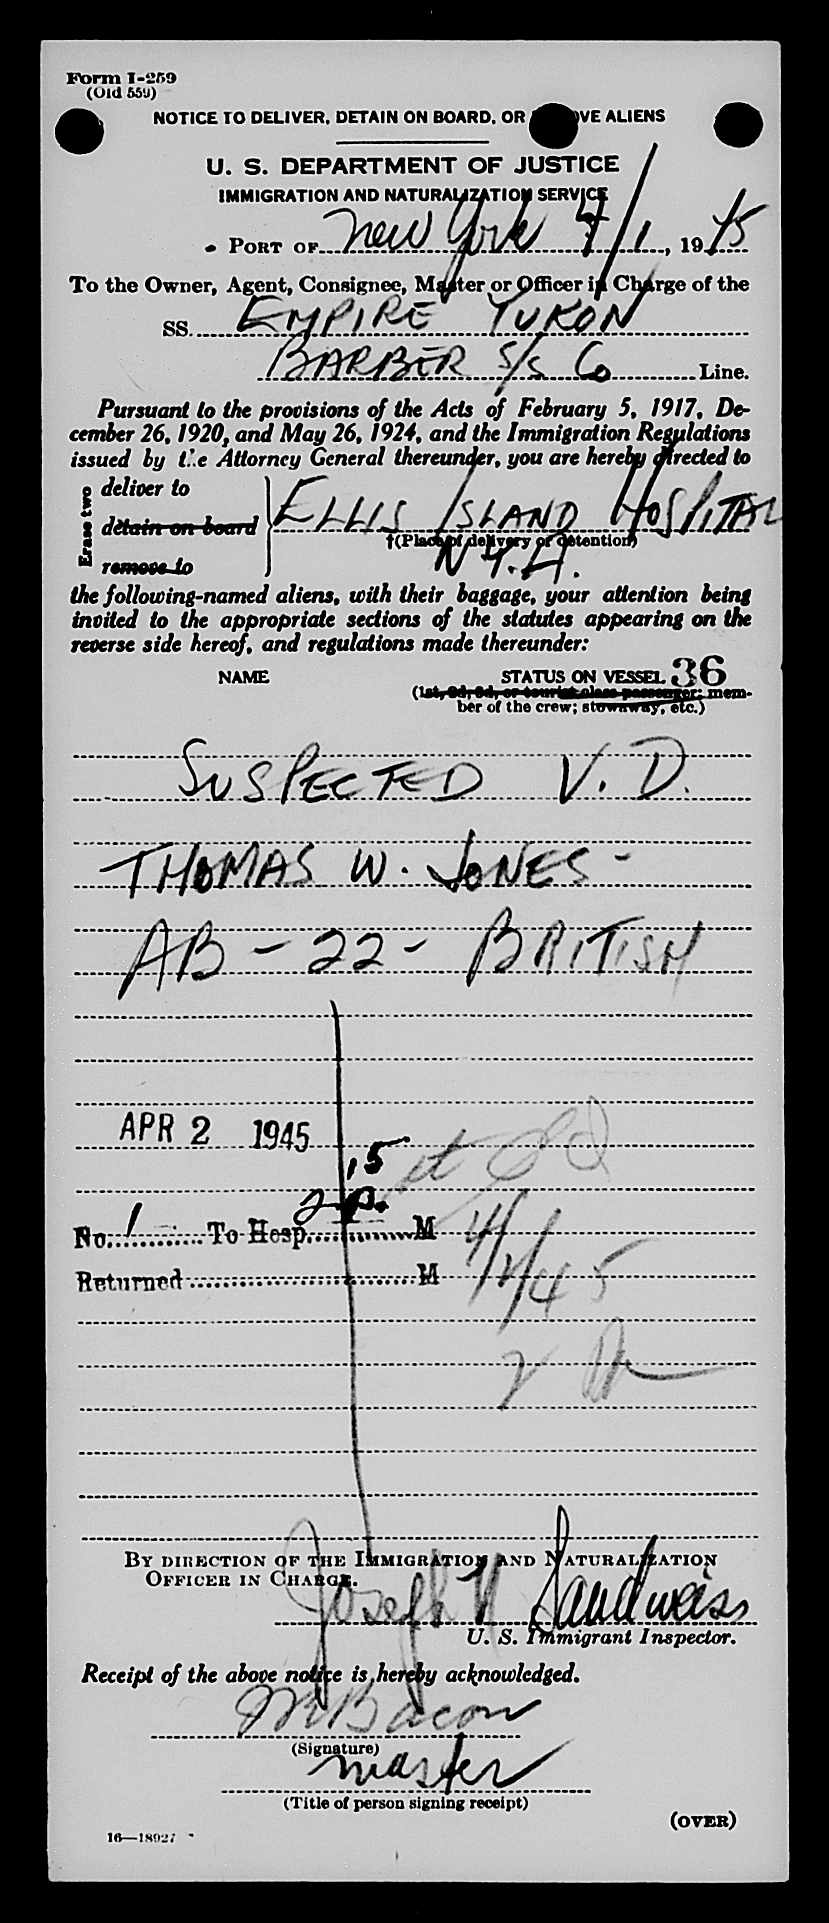 Form I-259
(Old 559)
NOTICE TO DELIVER, DETAIN ON BOARD, OR VE ALIENS
U. S. DEPARTMENT OF JUSTICE
IMMIGRATION AND NATURALIZATION SERVICE
PORT OF New York 4/1, 1945
To the Owner, Agent, Consignee, Master or Officer in Charge of the
SS. EMPIRE YUKON
BARBER S/S Co Line.
Pursuant to the provisions of the Acts of February 5, 1917, De-
cember 26, 1920, and May 26, 1924, and the Immigration Regulations
issued by the Attorney General thereunder, you are hereby directed to
Erase two
deliver to
detain on board
remove to
ELLIS ISLAND HOSPITAL
†(Place of delivery or detention)
N.Y.H.
the following-named aliens, with their baggage, your attention being
invited to the appropriate sections of the statutes appearing on the
reverse side hereof, and regulations made thereunder:
NAME STATUS ON VESSEL 36
(1st, 2d, 3d, or tourist class passenger; mem-
ber of the crew; stowaway, etc.)
SUSPECTED V. D.
THOMAS W. JONES -
AB - 22 - BRITISH
APR 2 1945
No. 1 To Hosp. M
4/2/45
Returned M
BY DIRECTION OF THE IMMIGRATION AND NATURALIZATION
OFFICER IN CHARGE.
Joseph H Sandweiss
U. S. Immigrant Inspector.
Receipt of the above notice is hereby acknowledged.
Bacon
(Signature)
master
(Title of person signing receipt)
(OVER)
16—18927